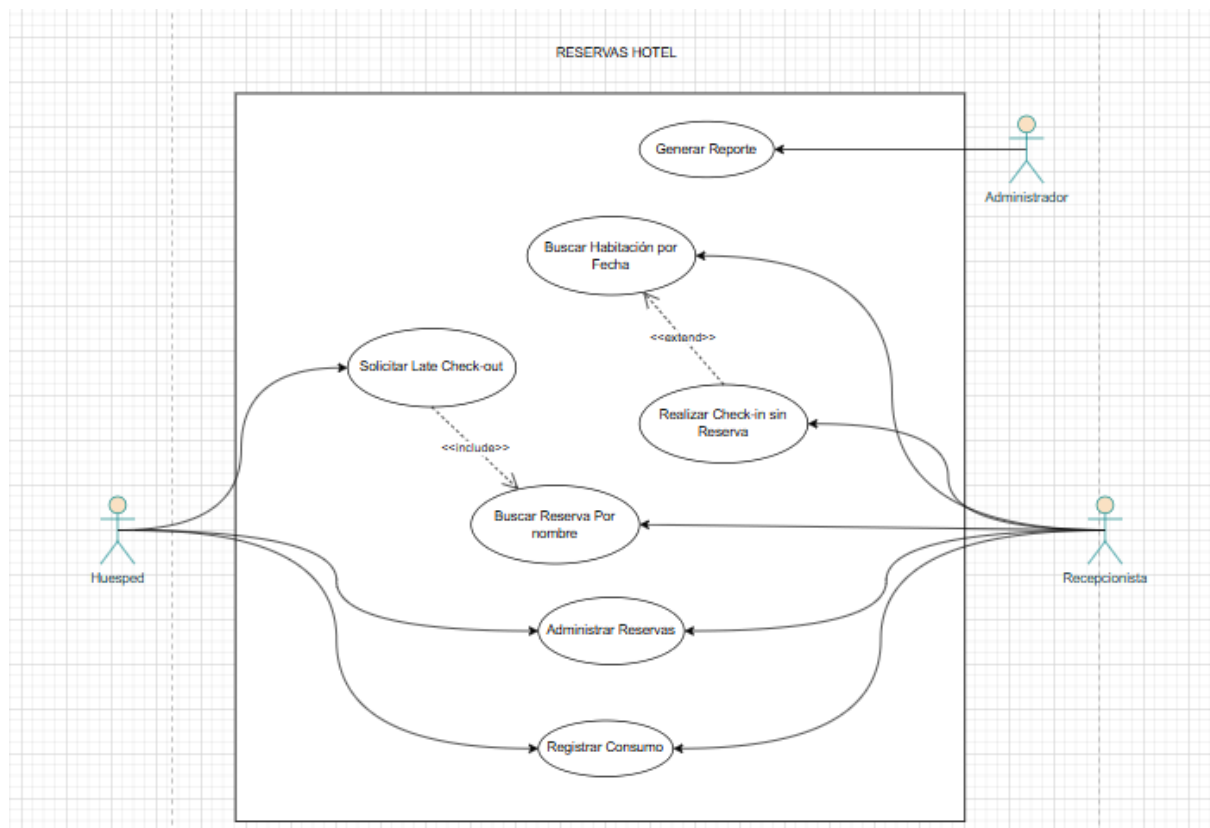 RESERVAS HOTEL
Generar Reporte
Administrador
Buscar Habitación por
Fecha
<<extend>>
Solicitar Late Check-out
Realizar Check-in sin
Reserva
<<include>>
Buscar Reserva Por
nombre
Huesped
Recepcionista
Administrar Reservas
Registrar Consumo